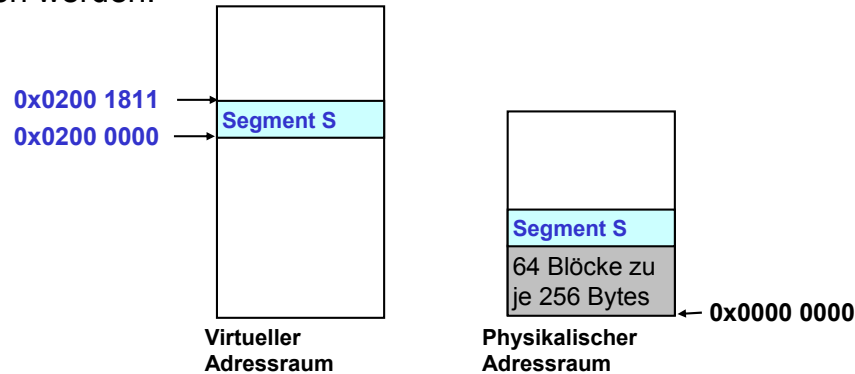 0x0200 1811
Segment S
0x0200 0000
Segment S
64 Blöcke zu
je 256 Bytes
0x0000 0000
Virtueller
Adressraum
Physikalischer
Adressraum